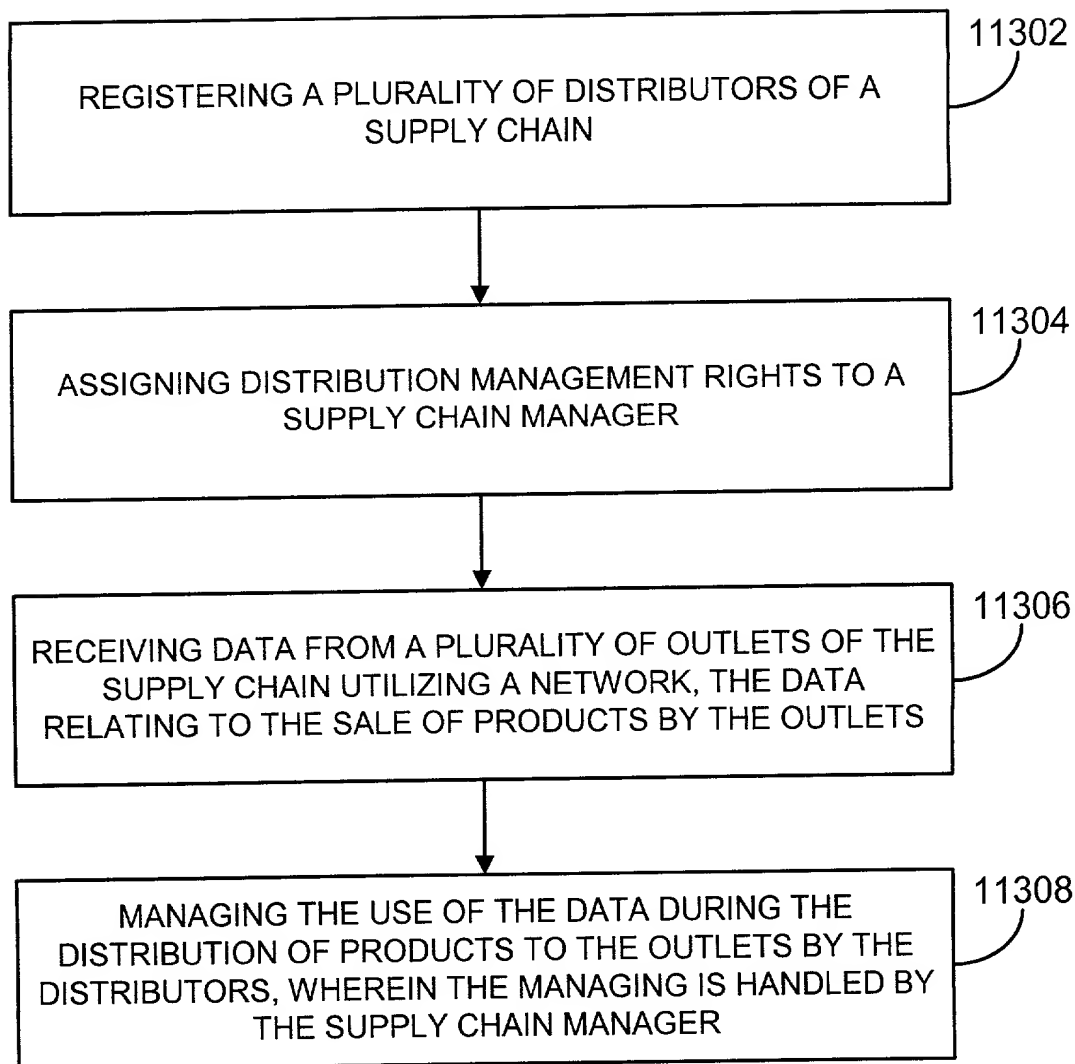 11302
REGISTERING A PLURALITY OF DISTRIBUTORS OF A
SUPPLY CHAIN
11304
ASSIGNING DISTRIBUTION MANAGEMENT RIGHTS TO A
SUPPLY CHAIN MANAGER
11306
RECEIVING DATA FROM A PLURALITY OF OUTLETS OF THE
SUPPLY CHAIN UTILIZING A NETWORK, THE DATA
RELATING TO THE SALE OF PRODUCTS BY THE OUTLETS
11308
MANAGING THE USE OF THE DATA DURING THE
DISTRIBUTION OF PRODUCTS TO THE OUTLETS BY THE
DISTRIBUTORS, WHEREIN THE MANAGING IS HANDLED BY
THE SUPPLY CHAIN MANAGER